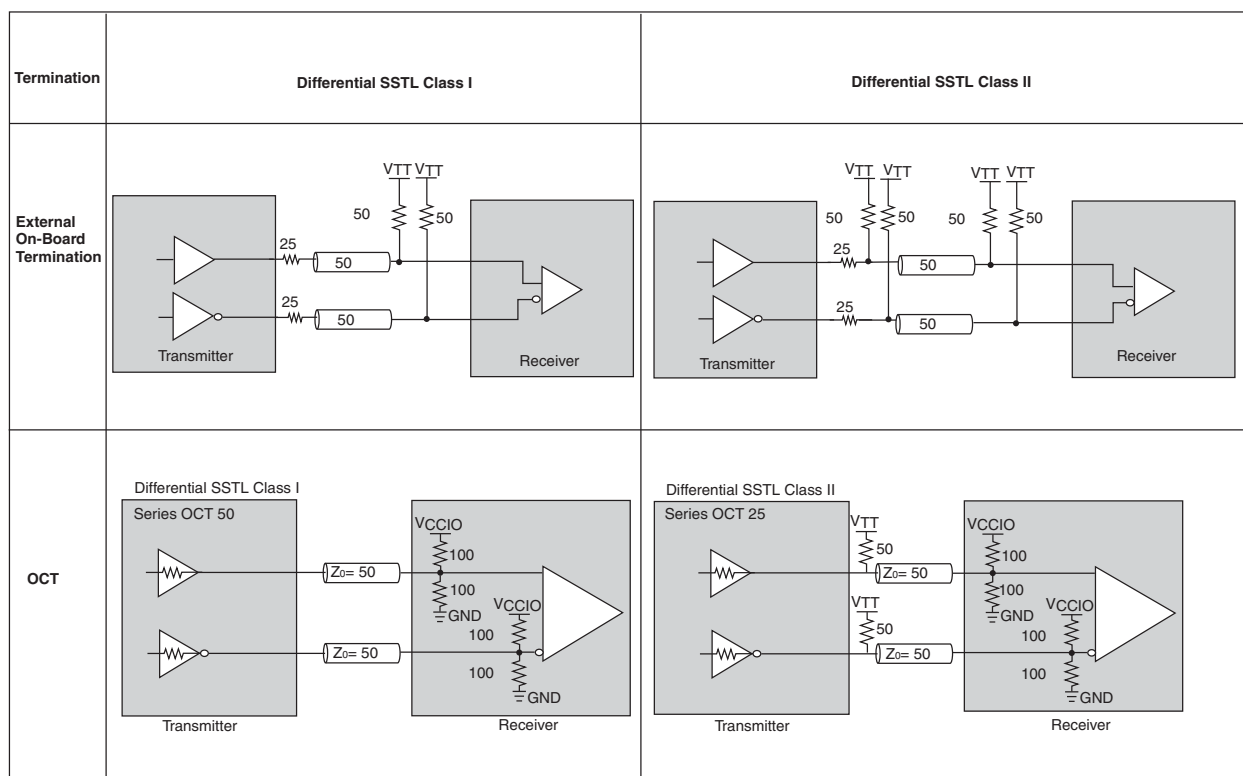 Termination
Differential SSTL Class I
Differential SSTL Class II
External
On-Board
Termination
VTT VTT
50 50
25 50
25 50
Transmitter
Receiver
VTT VTT VTT VTT
50 50 50 50
25 50
25 50
Transmitter
Receiver
OCT
Differential SSTL Class I
Series OCT 50
VCCIO
100
Z0= 50
100
GND
VCCIO
100
Z0= 50
100
GND
Transmitter
Receiver
Differential SSTL Class II
Series OCT 25
VTT
50
VCCIO
100
Z0= 50
100
GND
VTT
50
VCCIO
100
Z0= 50
100
GND
Transmitter
Receiver